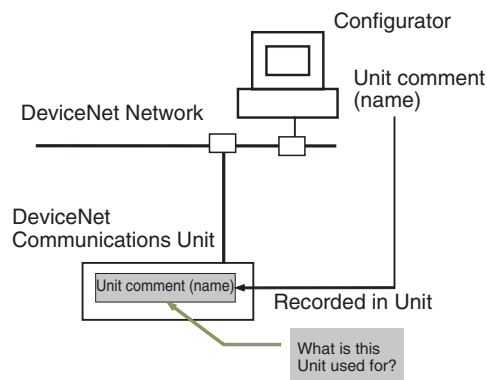 Configurator
Unit comment
(name)
DeviceNet Network
DeviceNet
Communications Unit
Unit comment (name)
Recorded in Unit
What is this
Unit used for?